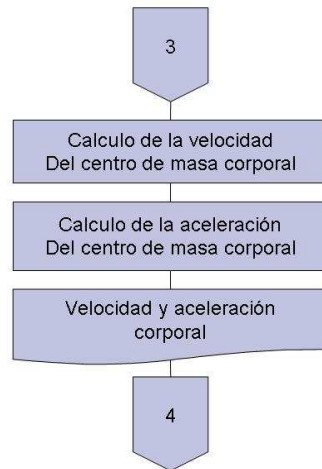 3
Calculo de la velocidad
Del centro de masa corporal
Calculo de la aceleración
Del centro de masa corporal
Velocidad y aceleración
corporal
4